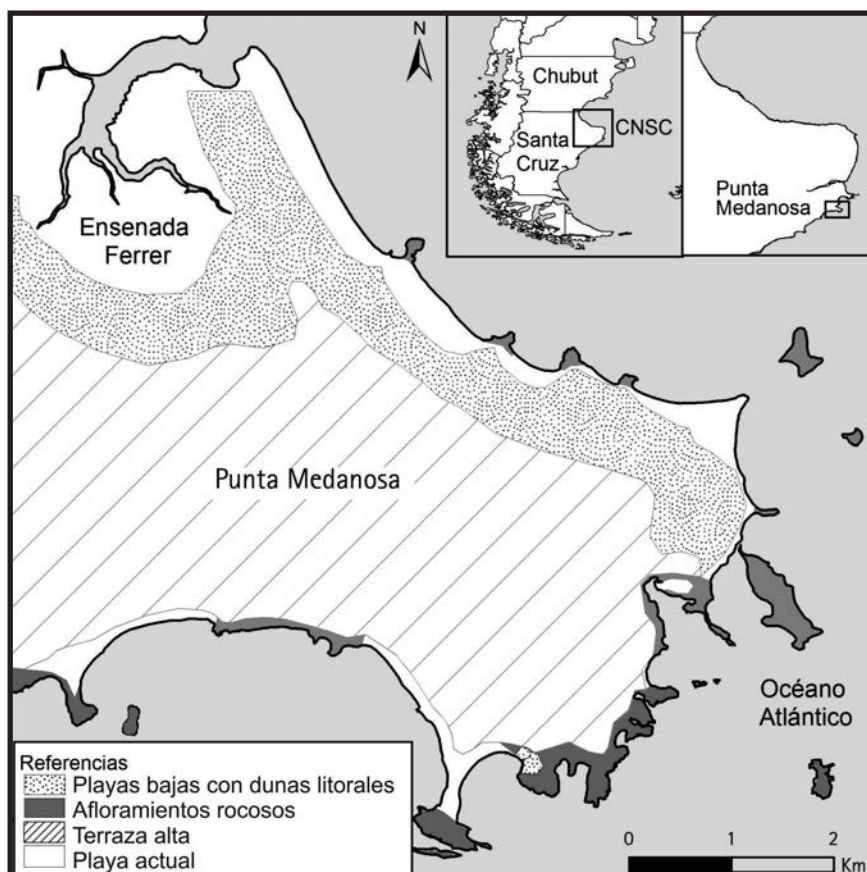 N
Chubut
Santa
Cruz
CNSC
Punta
Medanosa
Ensenada
Ferrer
Punta Medanosa
Océano
Atlántico
Referencias
Playas bajas con dunas litorales
Afloramientos rocosos
Terraza alta
Playa actual
0 1 2
Km